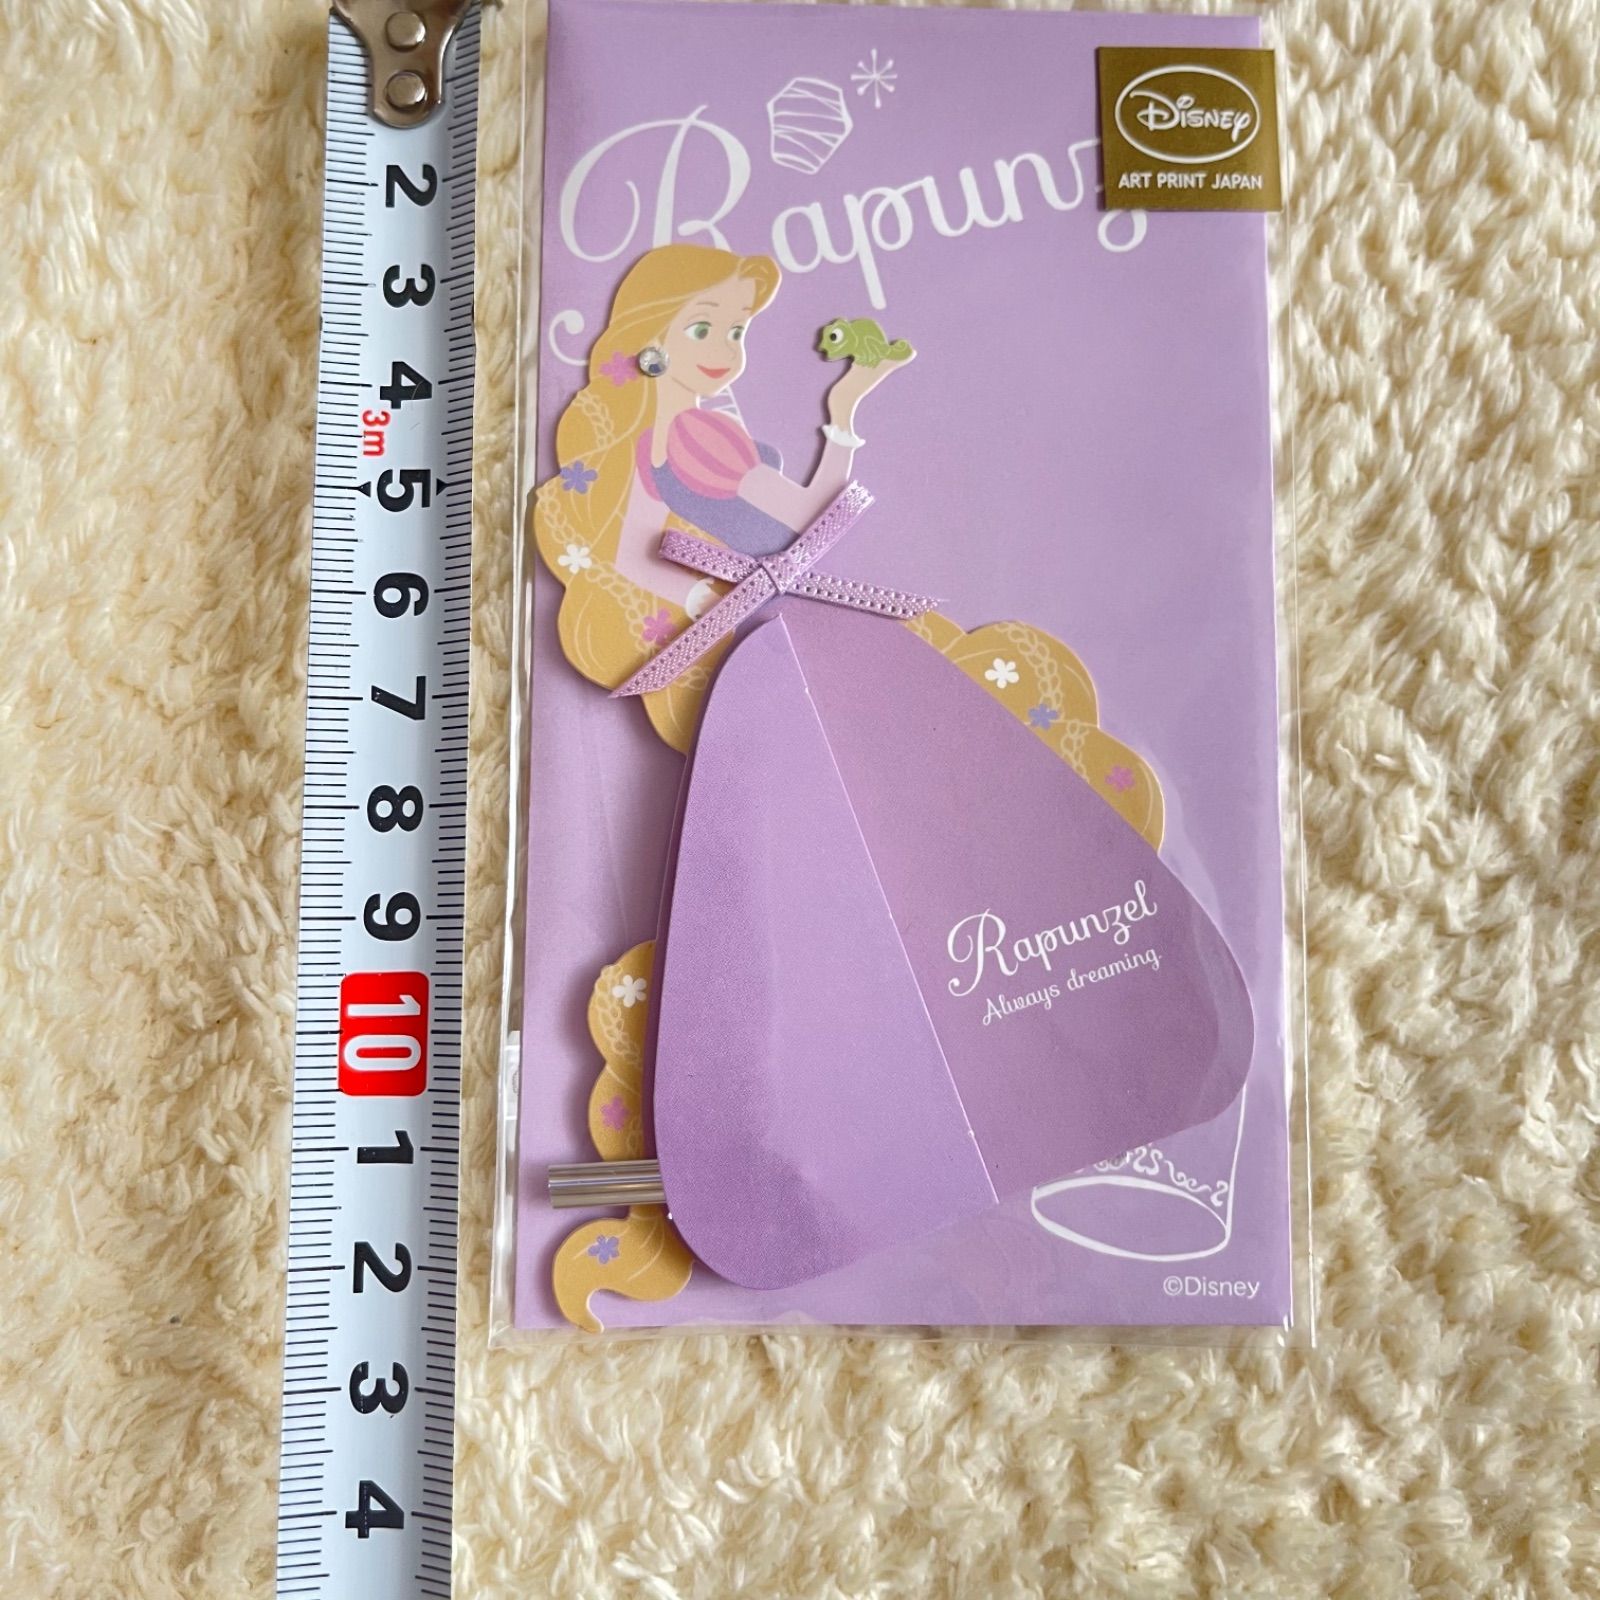 Rapunz
Disney
ART PRINT JAPAN
2
3
4
3m
5
6
7
8
9
10
1
2
3
4
Rapunzel
Always dreaming.
©Disney